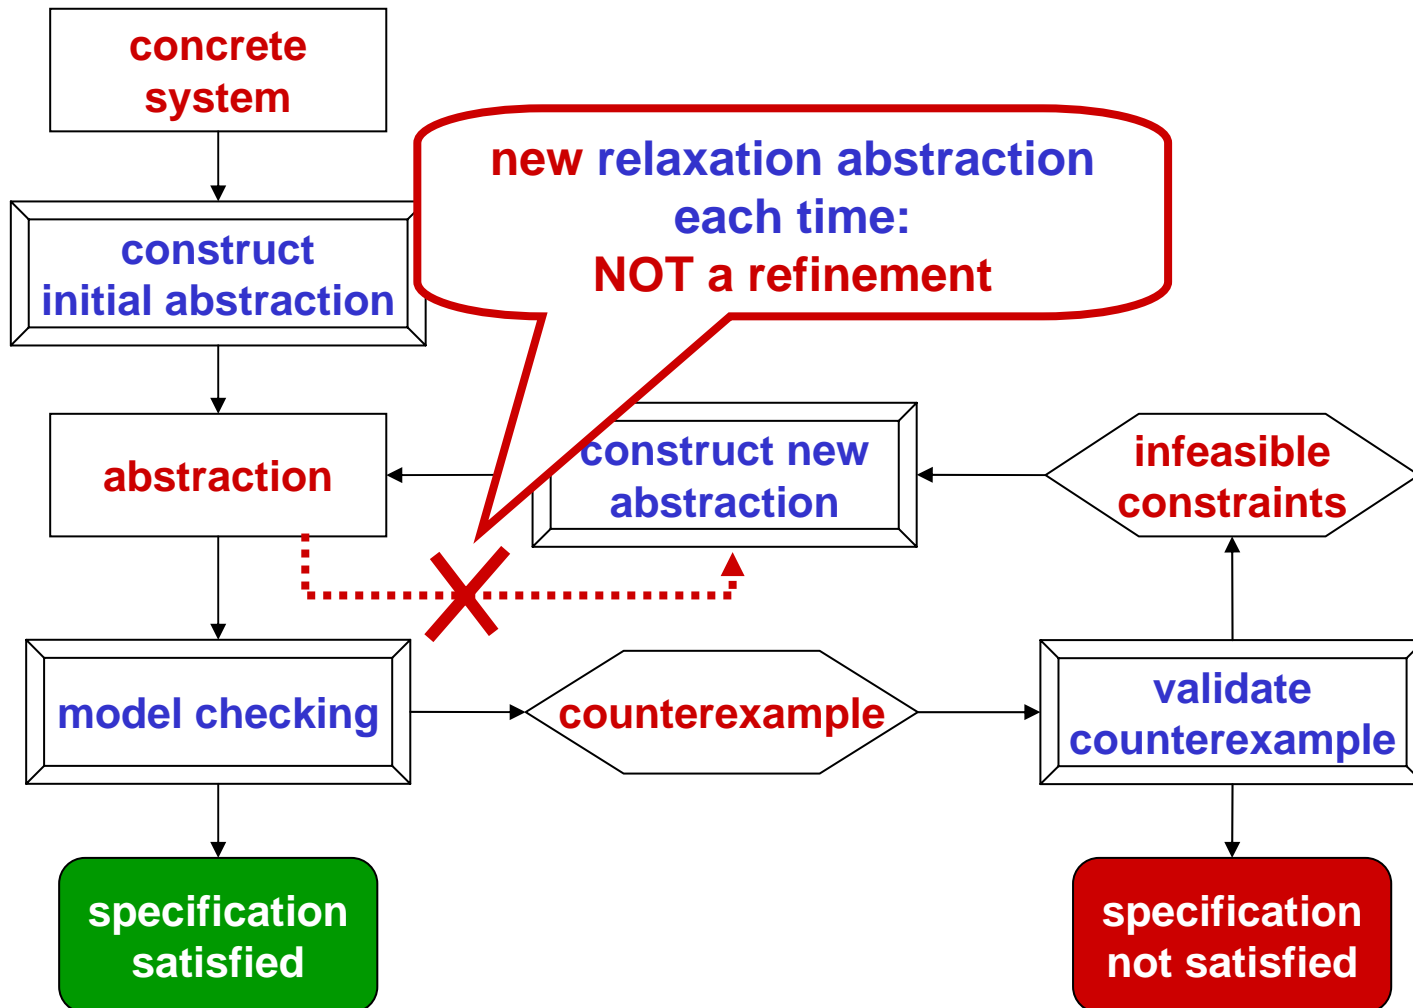 concrete
system
new relaxation abstraction
each time:
NOT a refinement
construct
initial abstraction
abstraction
construct new
abstraction
infeasible
constraints
model checking
counterexample
validate
counterexample
specification
satisfied
specification
not satisfied